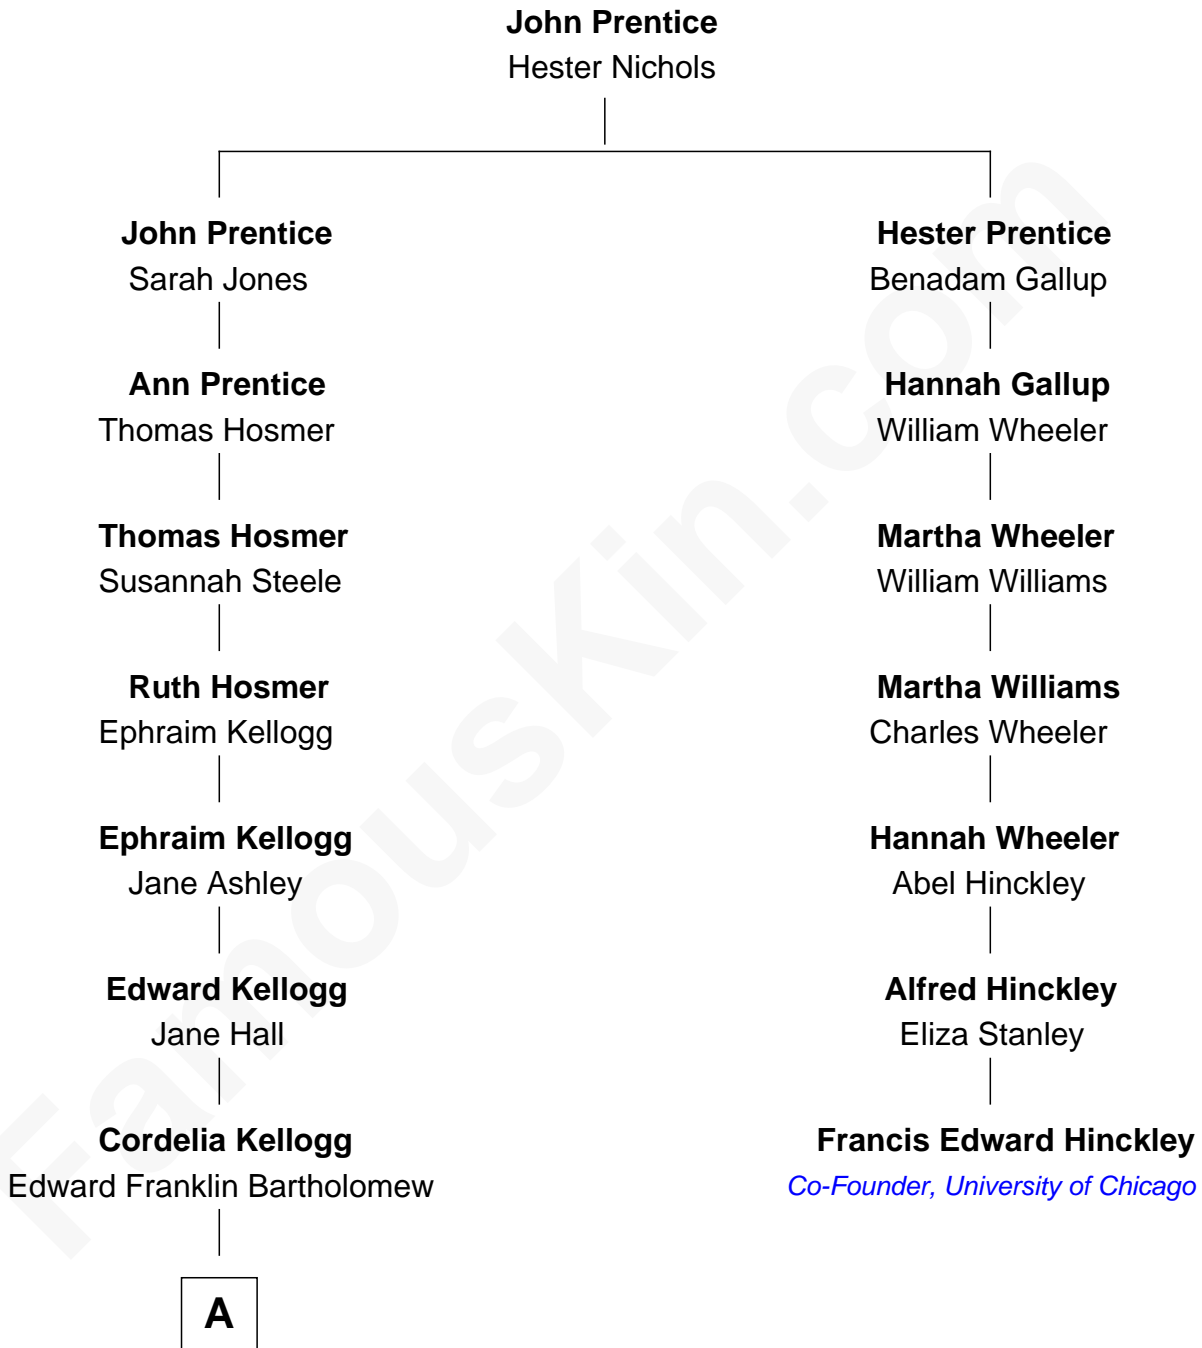 John Prentice
Hester Nichols
John Prentice
Sarah Jones
Ann Prentice
Thomas Hosmer
Thomas Hosmer
Susannah Steele
Ruth Hosmer
Ephraim Kellogg
Ephraim Kellogg
Jane Ashley
Edward Kellogg
Jane Hall
Cordelia Kellogg
Edward Franklin Bartholomew
A
Hester Prentice
Benadam Gallup
Hannah Gallup
William Wheeler
Martha Wheeler
William Williams
Martha Williams
Charles Wheeler
Hannah Wheeler
Abel Hinckley
Alfred Hinckley
Eliza Stanley
Francis Edward Hinckley
Co-Founder, University of Chicago
FamousKin.com